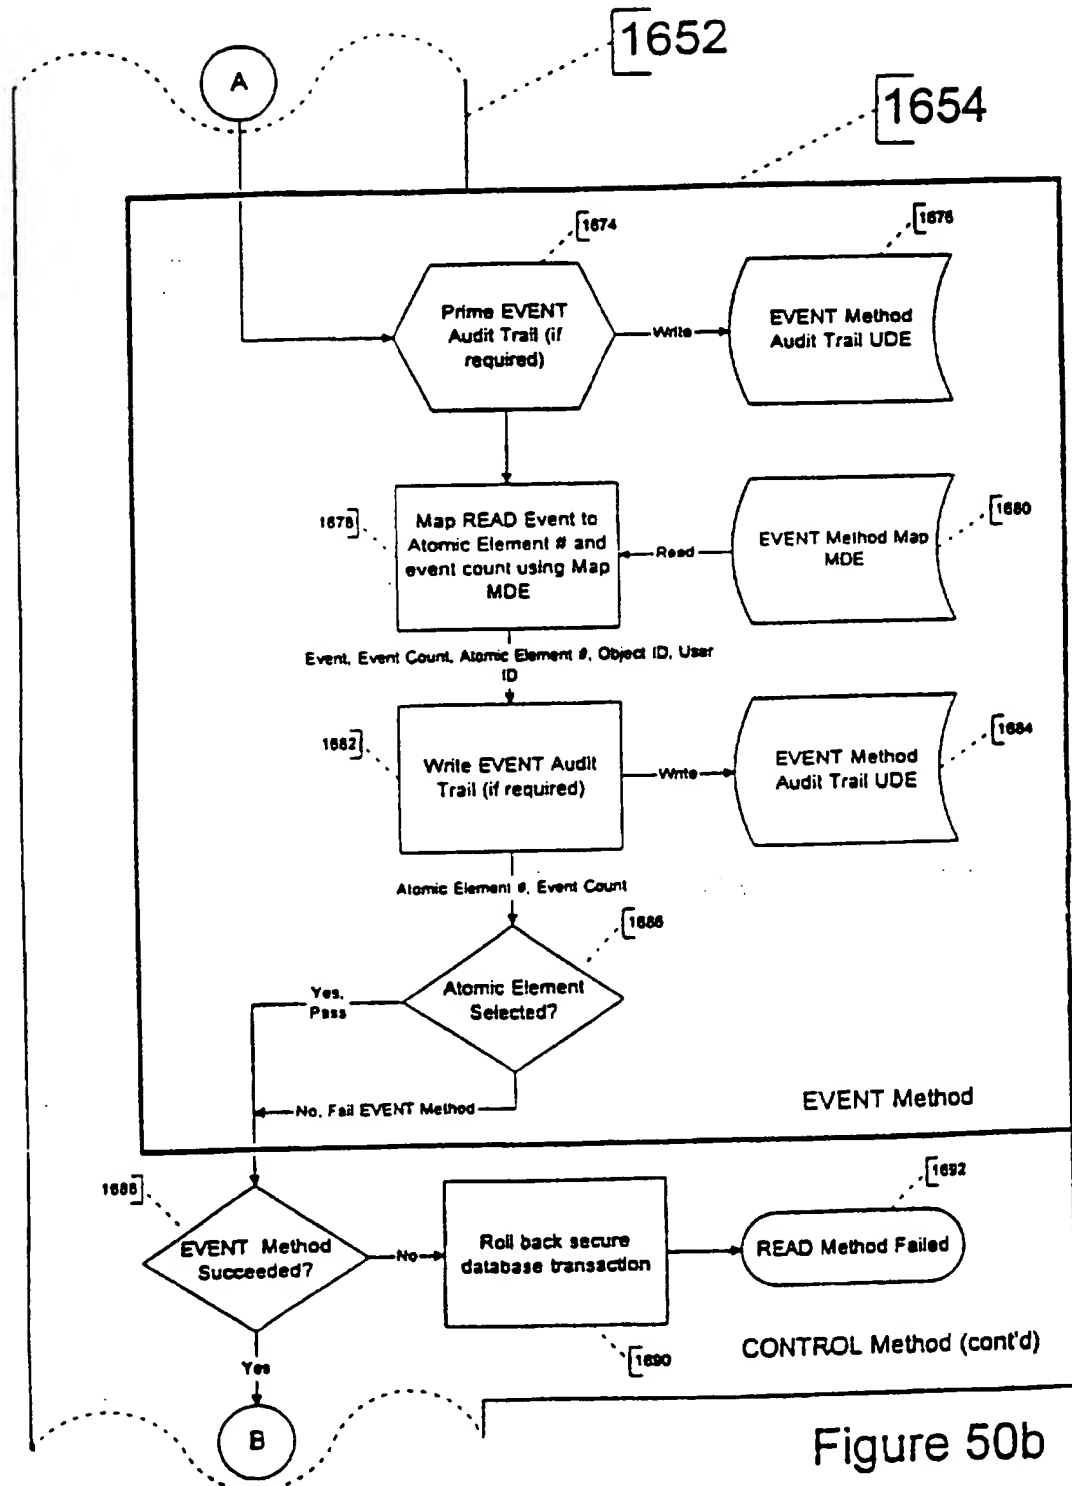 1652
A
1654
1674
1676
Prime EVENT
Audit Trail (if
required)
Write
EVENT Method
Audit Trail UDE
1678
Map READ Event to
Atomic Element # and
event count using Map
MDE
Read
EVENT Method Map
MDE
1680
Event, Event Count, Atomic Element #, Object ID, User
ID
1682
Write EVENT Audit
Trail (if required)
Write
EVENT Method
Audit Trail UDE
1684
Atomic Element #, Event Count
1686
Atomic Element
Selected?
Yes,
Pass
No, Fail EVENT Method
EVENT Method
1688
EVENT Method
Succeeded?
No
Roll back secure
database transaction
1692
READ Method Failed
1690
CONTROL Method (cont'd)
Yes
B
Figure 50b